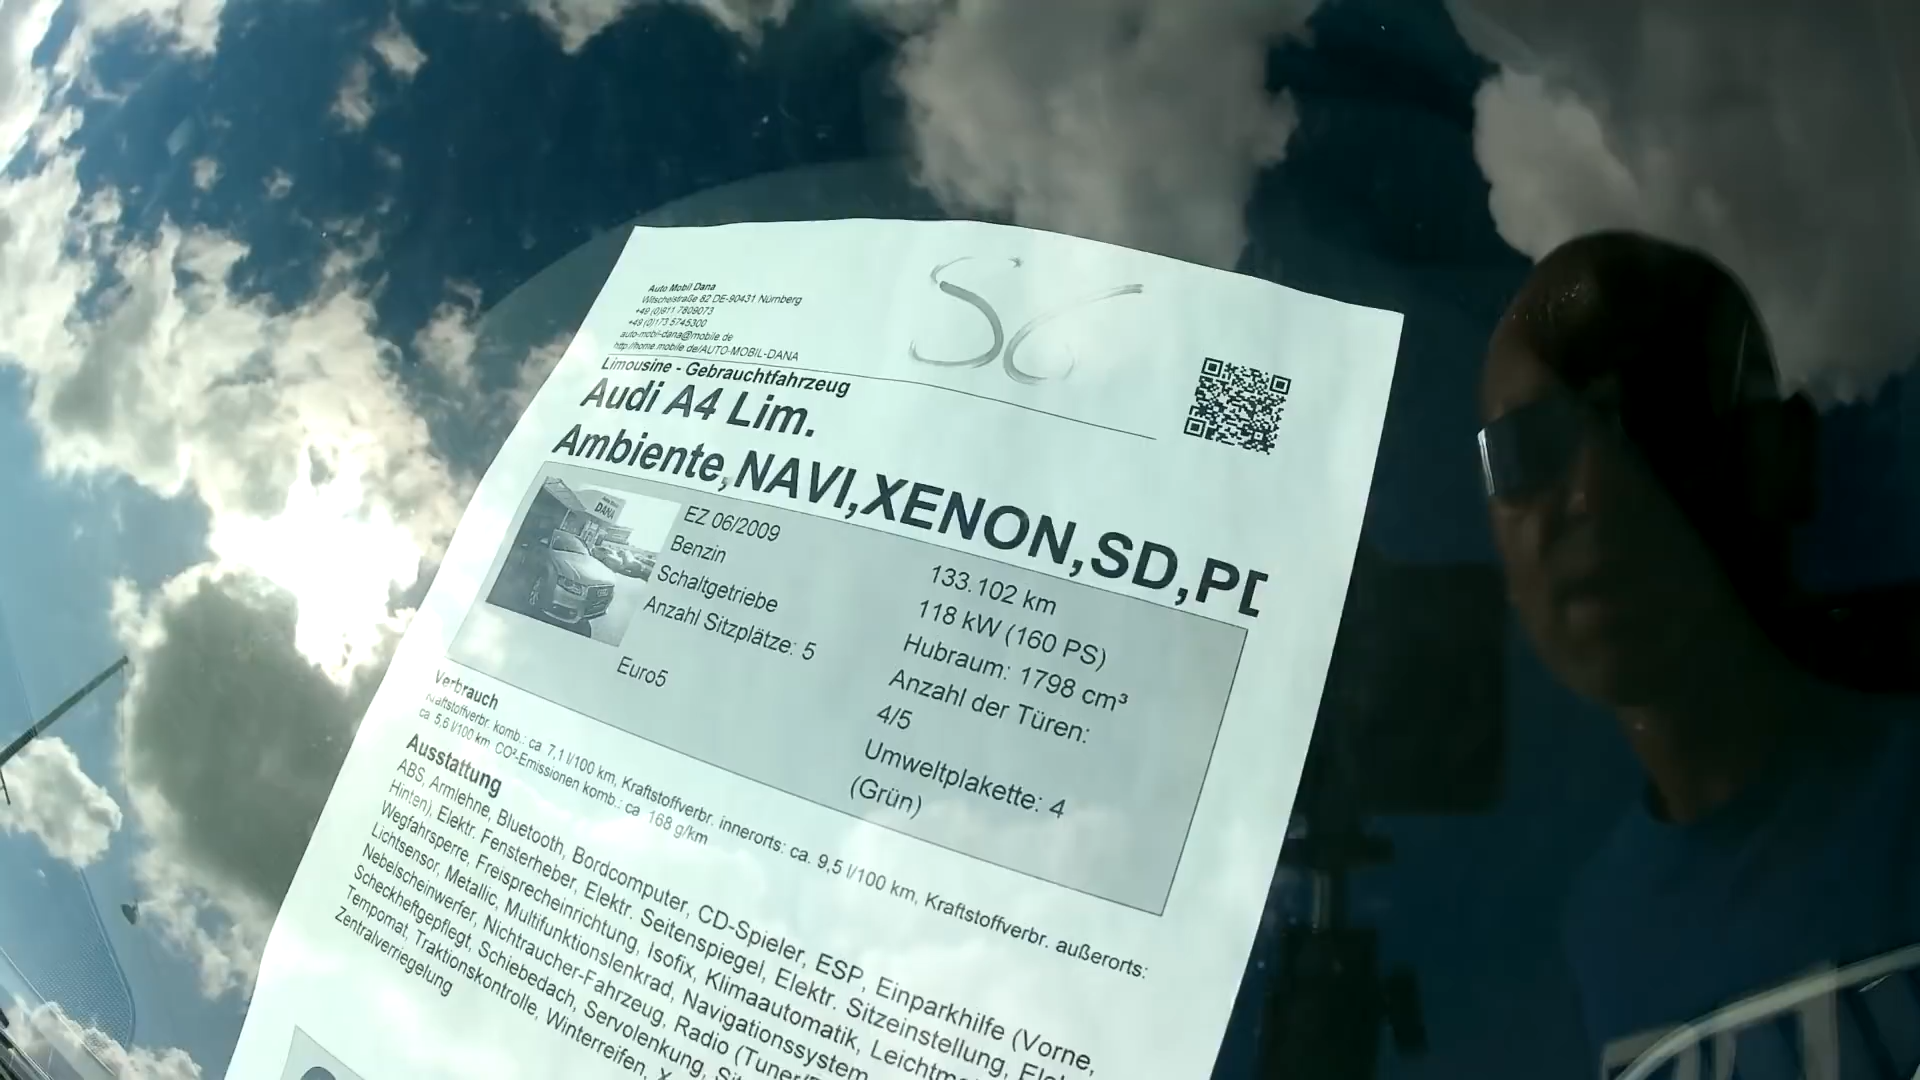 SC
Auto Mobil Dana
Witschelstraße 82 DE-90431 Nürnberg
+49 (0)911 7809073
+49 (0)173 5745300
auto-mobil-dana@mobile.de
http://home.mobile.de/AUTO-MOBIL-DANA
Limousine - Gebrauchtfahrzeug
Audi A4 Lim.
Ambiente,NAVI,XENON,SD,PD
DANA
EZ 06/2009
Benzin
Schaltgetriebe
Anzahl Sitzplätze: 5
Euro5
133.102 km
118 kW (160 PS)
Hubraum: 1798 cm³
Anzahl der Türen:
4/5
Umweltplakette: 4
(Grün)
Verbrauch
Kraftstoffverbr. komb.: ca. 7,1 l/100 km, Kraftstoffverbr. innerorts: ca. 9,5 l/100 km, Kraftstoffverbr. außerorts:
ca. 5,6 l/100 km CO²-Emissionen komb.: ca. 168 g/km
Ausstattung
ABS, Armlehne, Bluetooth, Bordcomputer, CD-Spieler, ESP, Einparkhilfe (Vorne,
Hinten), Elektr. Fensterheber, Elektr. Seitenspiegel, Elektr. Sitzeinstellung,
Wegfahrsperre, Freisprecheinrichtung, Isofix, Klimaautomatik,
Lichtsensor, Metallic, Multifunktionslenkrad, Navigationssystem,
Nebelscheinwerfer, Nichtraucher-Fahrzeug, Radio (Tuner/
Scheckheftgepflegt, Schiebedach, Servolenkung,
Tempomat, Traktionskontrolle, Winterreifen,
Zentralverriegelung